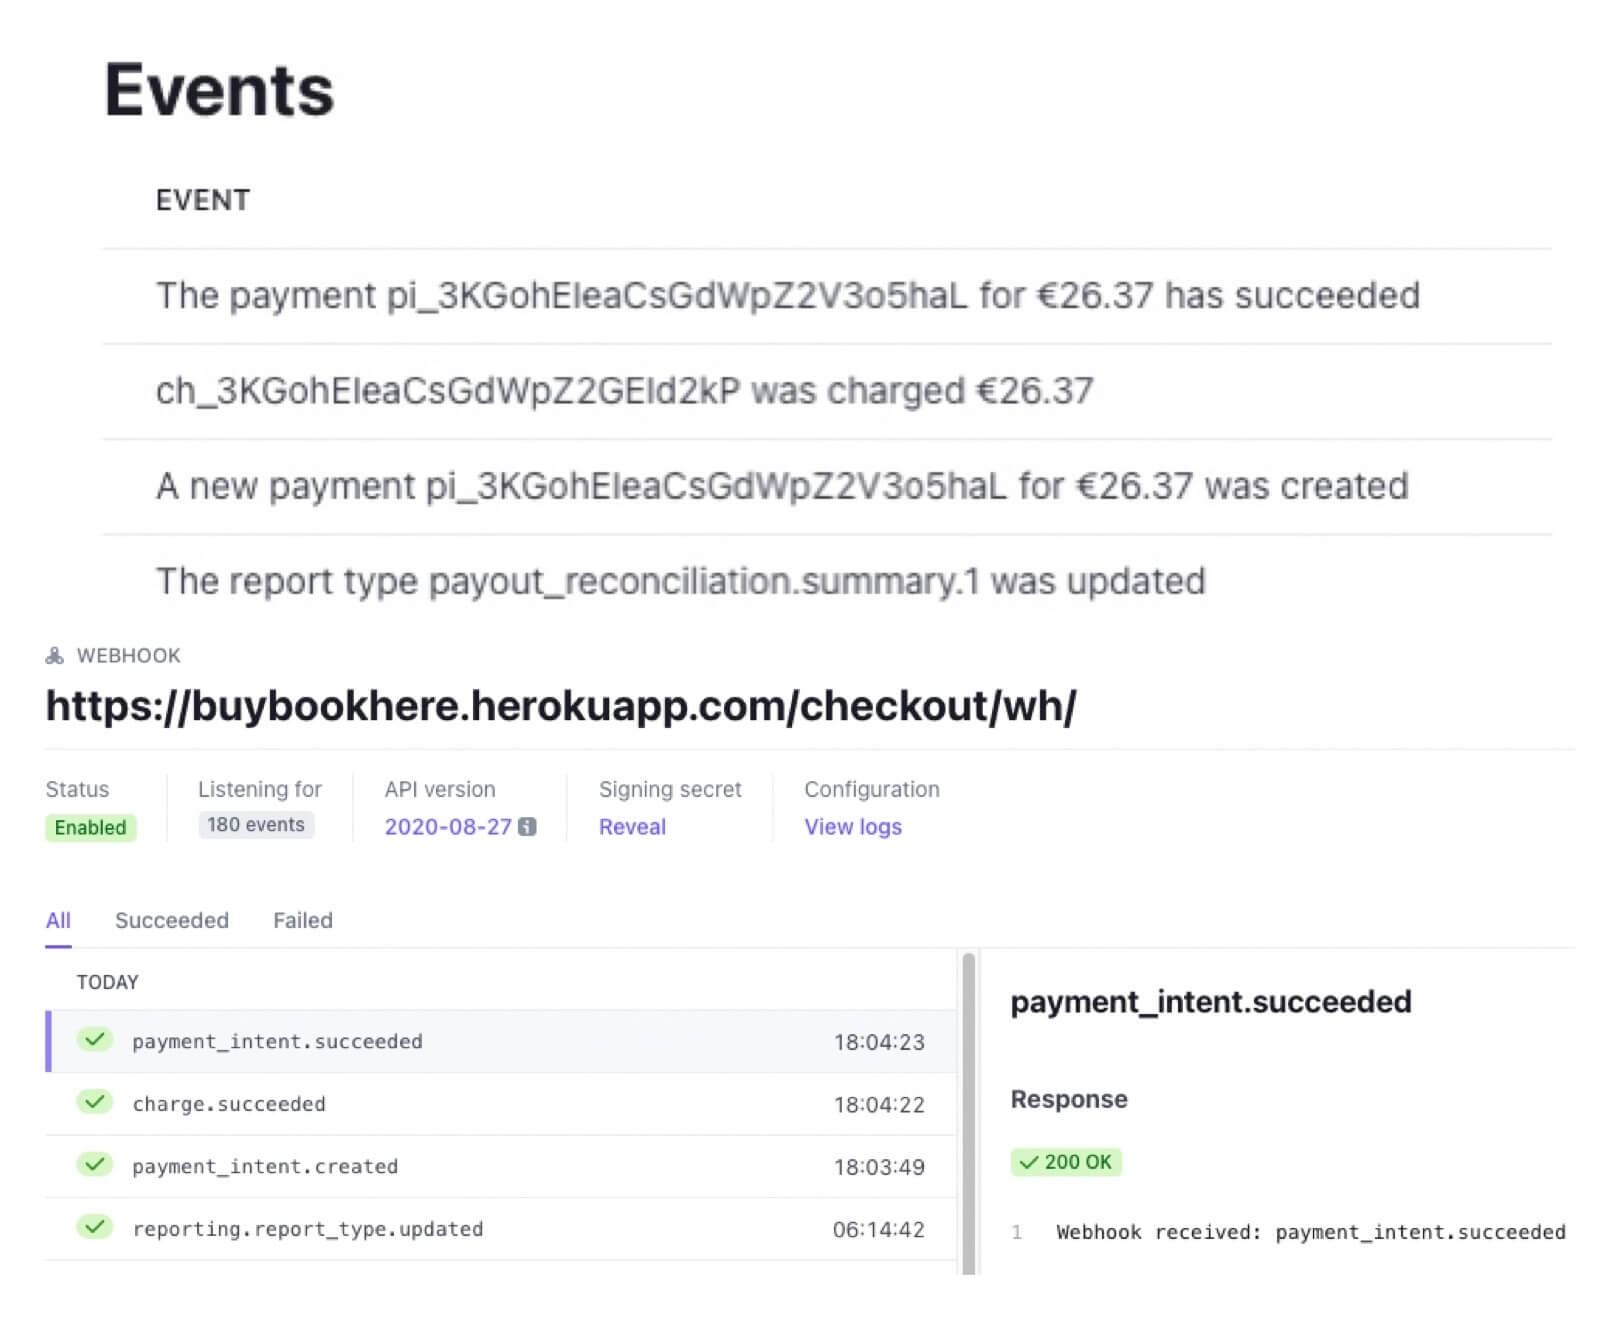 Events
EVENT
The payment pi_3KGohEIeaCsGdWpZ2V3o5haL for €26.37 has succeeded
ch_3KGohEIeaCsGdWpZ2GEld2kP was charged €26.37
A new payment pi_3KGohEIeaCsGdWpZ2V3o5haL for €26.37 was created
The report type payout_reconciliation.summary.1 was updated
WEBHOOK
https://buybookhere.herokuapp.com/checkout/wh/
Status Listening for API version Signing secret Configuration
Enabled 180 events 2020-08-27 Reveal View logs
All Succeeded Failed
TODAY
payment_intent.succeeded 18:04:23
charge.succeeded 18:04:22
payment_intent.created 18:03:49
reporting.report_type.updated 06:14:42
payment_intent.succeeded
Response
200 OK
1 Webhook received: payment_intent.succeeded